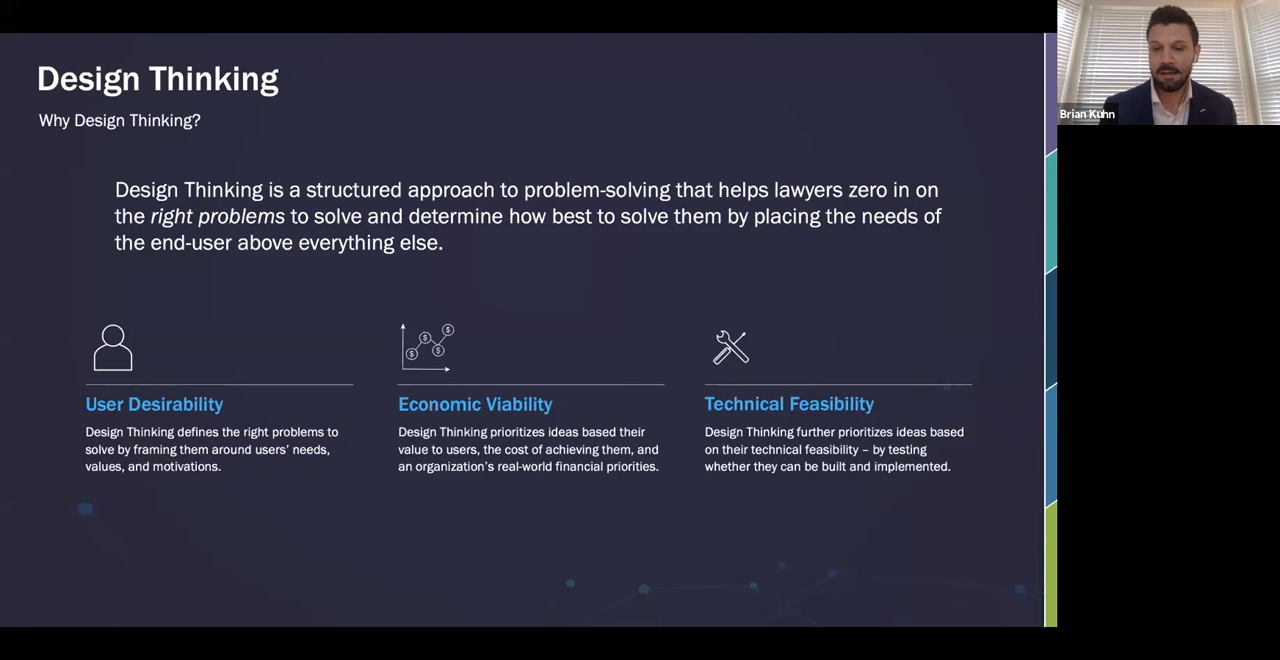 Design Thinking
Why Design Thinking?
Design Thinking is a structured approach to problem-solving that helps lawyers zero in on
the right problems to solve and determine how best to solve them by placing the needs of
the end-user above everything else.
$ $ $ $
User Desirability
Design Thinking defines the right problems to
solve by framing them around users' needs,
values, and motivations.
Economic Viability
Design Thinking prioritizes ideas based their
value to users, the cost of achieving them, and
an organization's real-world financial priorities.
Technical Feasibility
Design Thinking further prioritizes ideas based
on their technical feasibility – by testing
whether they can be built and implemented.
Brian Kuhn